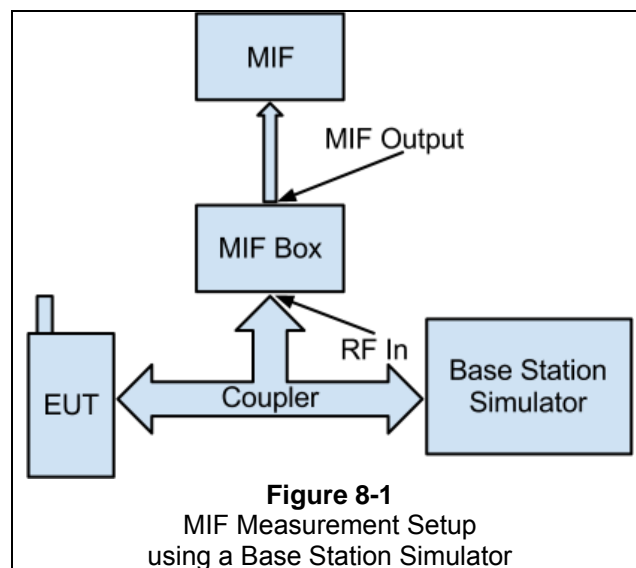 MIF
MIF Output
MIF Box
RF In
EUT
Coupler
Base Station
Simulator
Figure 8-1
MIF Measurement Setup
using a Base Station Simulator